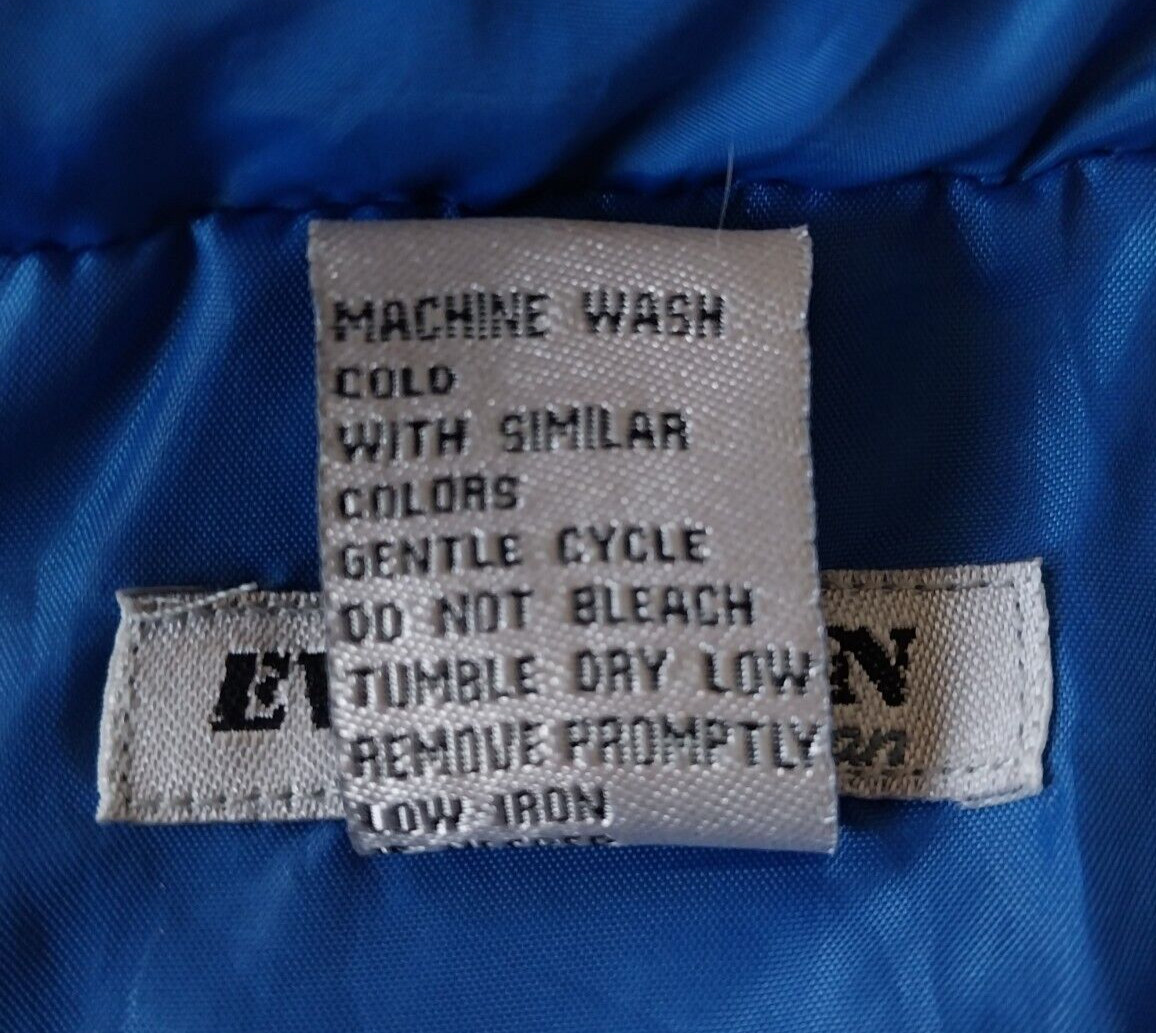 MACHINE WASH
COLD
WITH SIMILAR
COLORS
GENTLE CYCLE
DO NOT BLEACH
TUMBLE DRY LOW
REMOVE PROMPTLY
LOW IRON